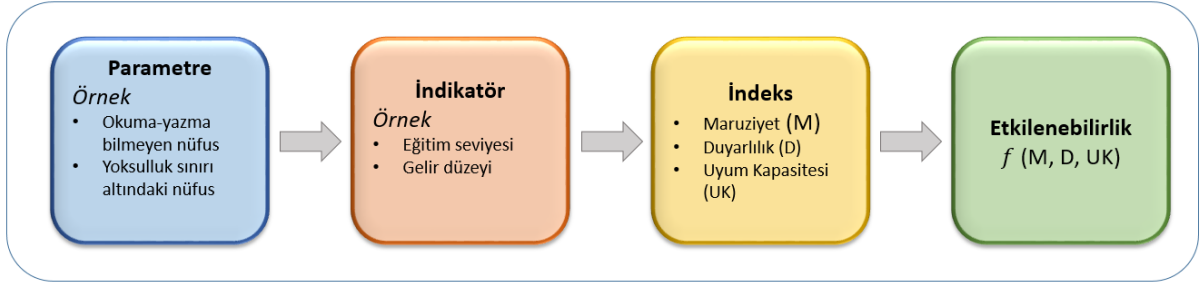 Parametre
Örnek
• Okuma-yazma
bilmeyen nüfus
• Yoksulluk sınırı
altındaki nüfus
İndikatör
Örnek
• Eğitim seviyesi
• Gelir düzeyi
İndeks
• Maruziyet (M)
• Duyarlılık (D)
• Uyum Kapasitesi
(UK)
Etkilenebilirlik
f (M, D, UK)